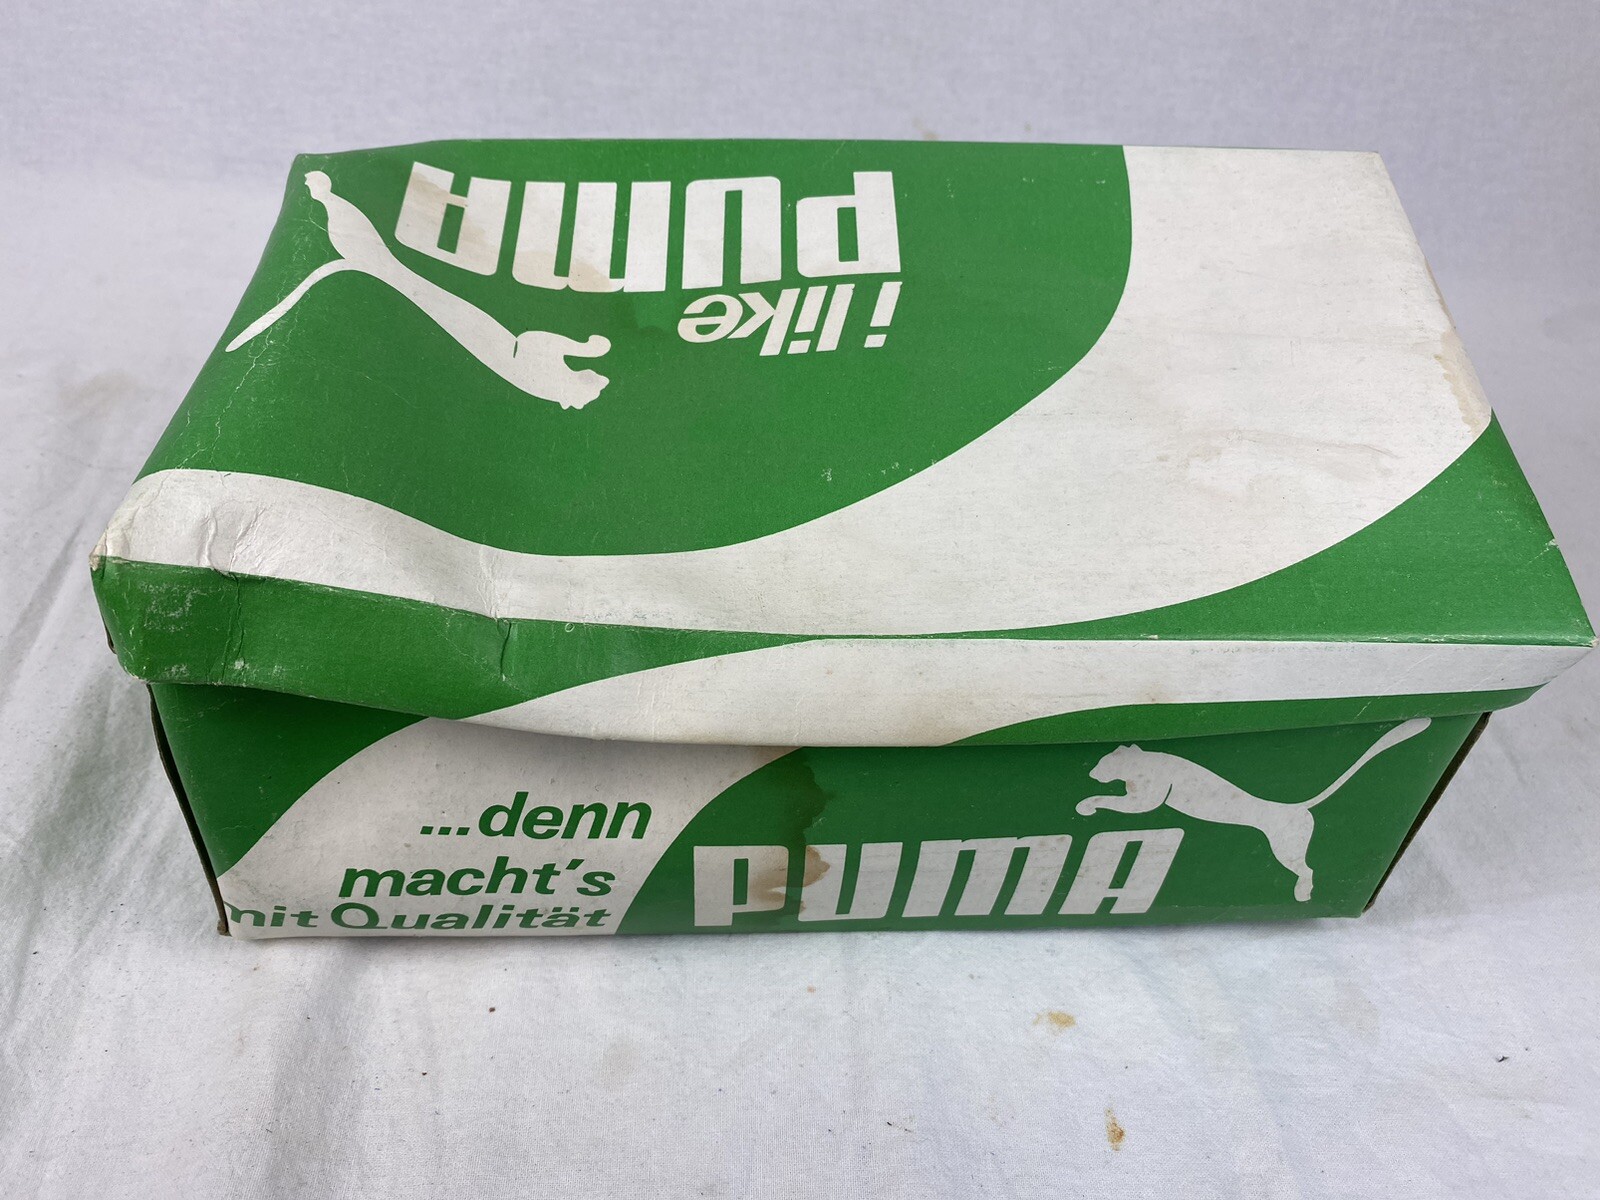 i like
PUMA
...denn
macht's
mit Qualität
PUMA